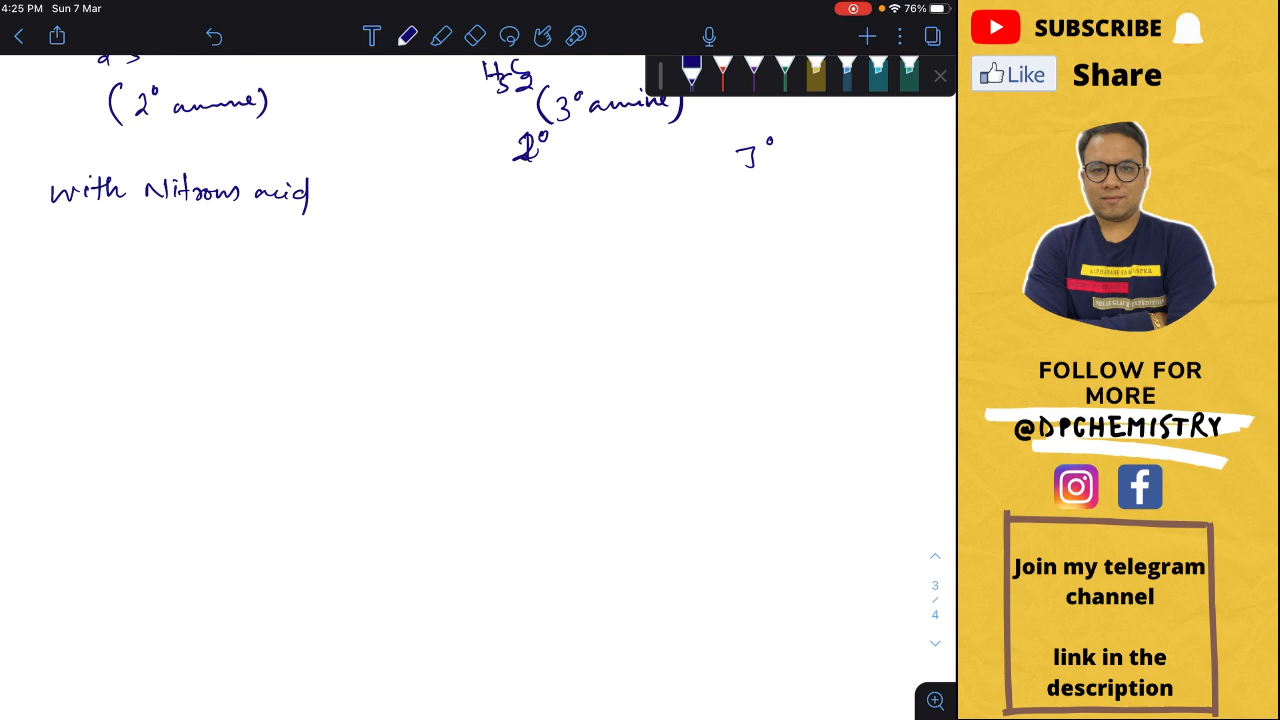 4:25 PM Sun 7 Mar
76%
H5C2
(2° amine)
(3° amine)
2°
3°
with Nitrous acid
3
/
4
SUBSCRIBE
Like
Share
FOLLOW FOR
MORE
@DPCHEMISTRY
Join my telegram
channel
link in the
description